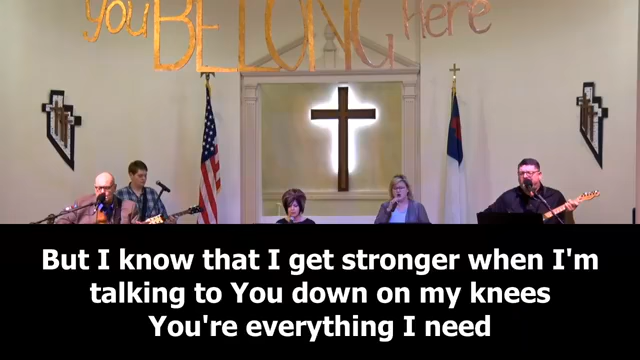 You BELONG Here
But I know that I get stronger when I'm
talking to You down on my knees
You're everything I need